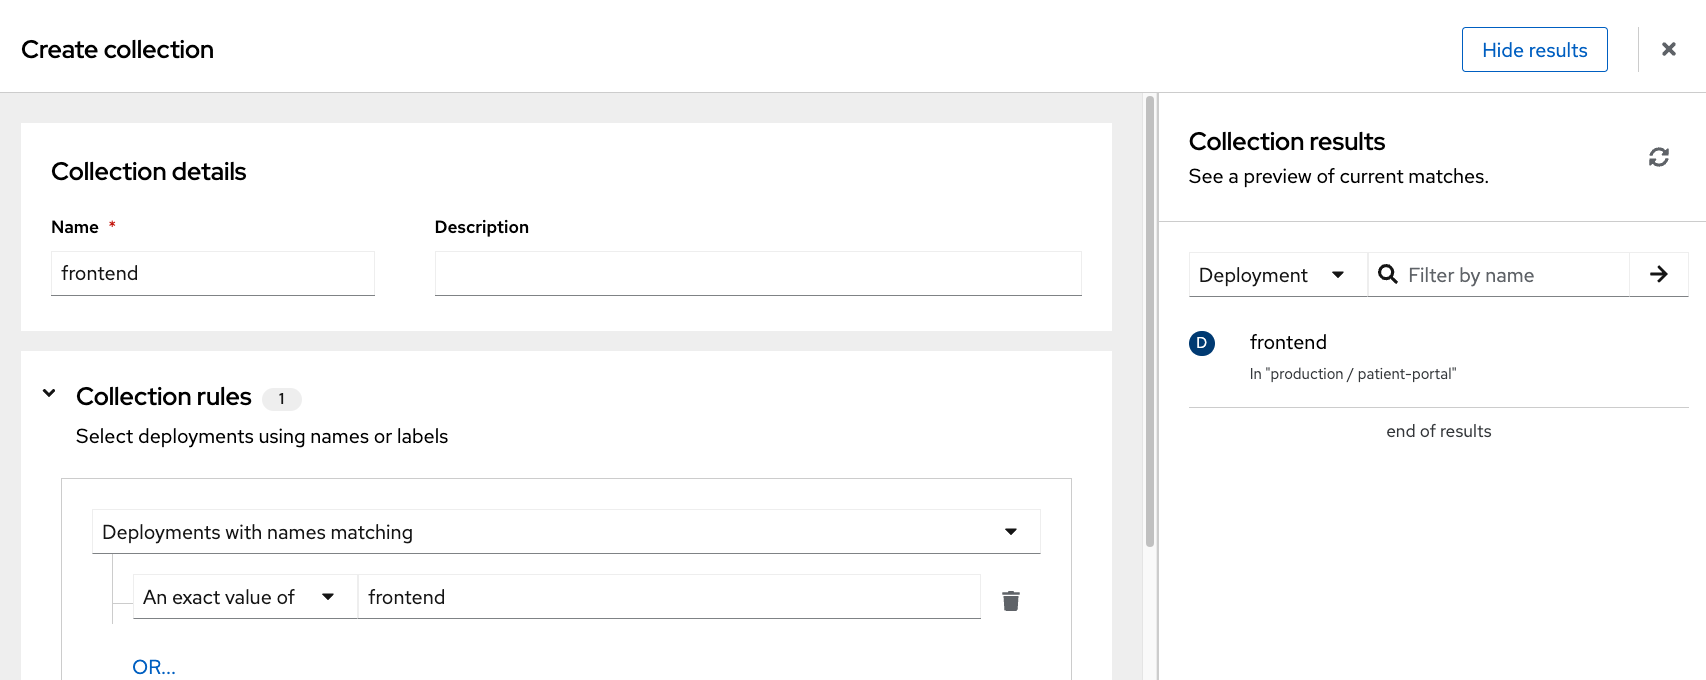 Create collection
Hide results
Collection details
Name *
Description
frontend
Collection rules 1
Select deployments using names or labels
Deployments with names matching
An exact value of
frontend
OR...
Collection results
See a preview of current matches.
Deployment
Filter by name
D
frontend
In "production / patient-portal"
end of results